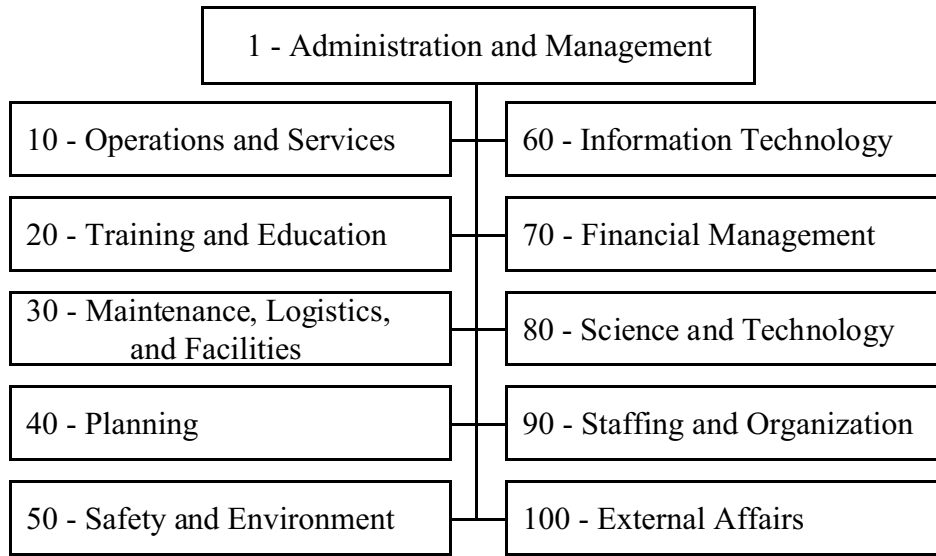 1 - Administration and Management
10 - Operations and Services
60 - Information Technology
20 - Training and Education
70 - Financial Management
30 - Maintenance, Logistics,
and Facilities
80 - Science and Technology
40 - Planning
90 - Staffing and Organization
50 - Safety and Environment
100 - External Affairs